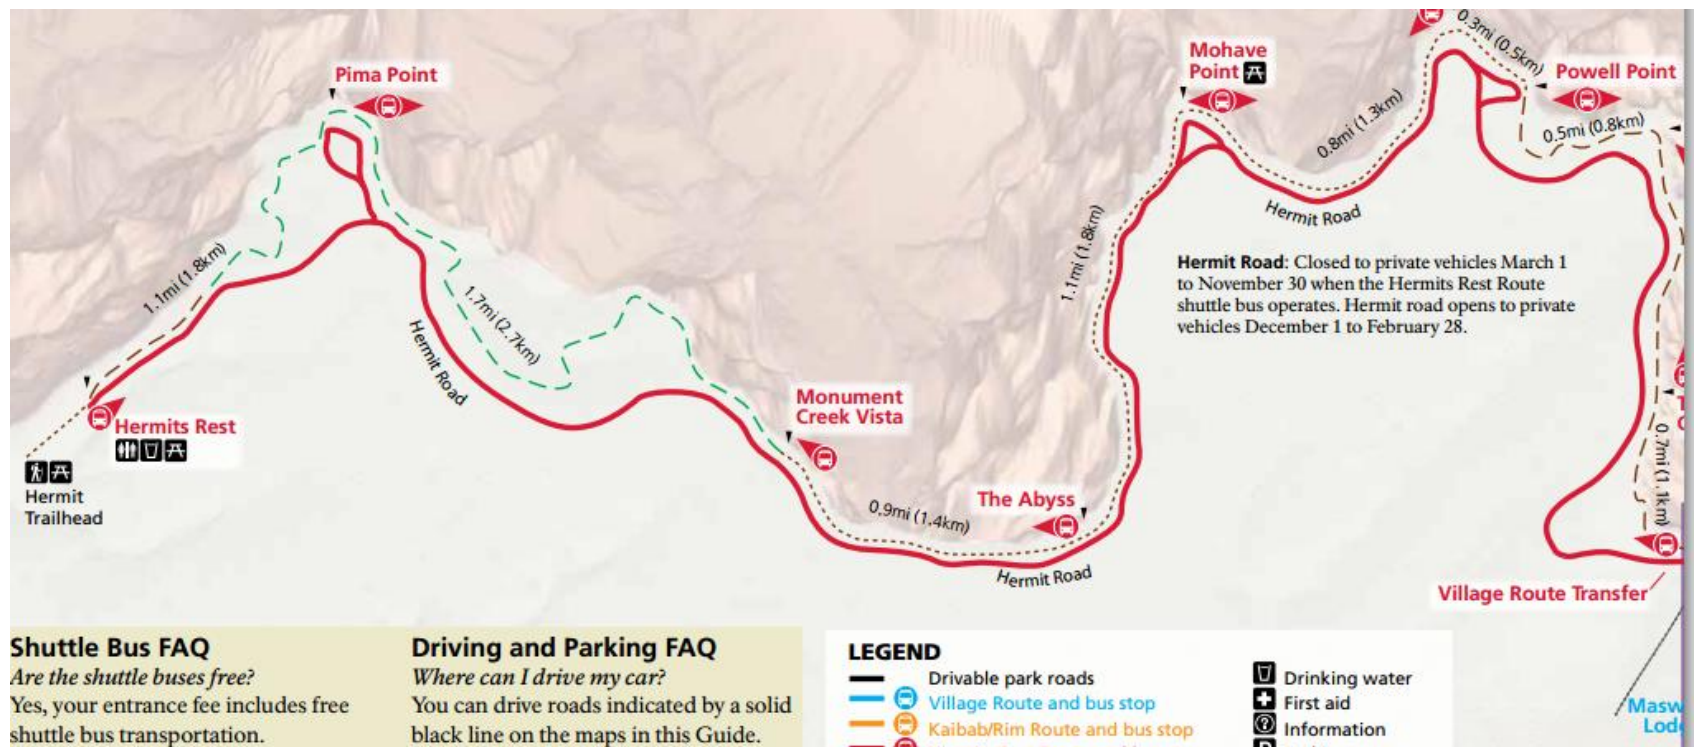 Pima Point
Mohave
Point
0.3mi (0.5km)
Powell Point
0.5mi (0.8km)
0.8mi (1.3km)
Hermit Road
1.1mi (1.8km)
Hermit Road: Closed to private vehicles March 1
to November 30 when the Hermits Rest Route
shuttle bus operates. Hermit road opens to private
vehicles December 1 to February 28.
1.1mi (1.8km)
1.7mi (2.7km)
Hermit Road
Monument
Creek Vista
Hermits Rest
Hermit
Trailhead
0.9mi (1.4km)
The Abyss
Hermit Road
0.7mi (1.1km)
Village Route Transfer
Shuttle Bus FAQ
Are the shuttle buses free?
Yes, your entrance fee includes free
shuttle bus transportation.
Driving and Parking FAQ
Where can I drive my car?
You can drive roads indicated by a solid
black line on the maps in this Guide.
LEGEND
Drivable park roads
Village Route and bus stop
Kaibab/Rim Route and bus stop
Drinking water
First aid
Information
Masw
Lod